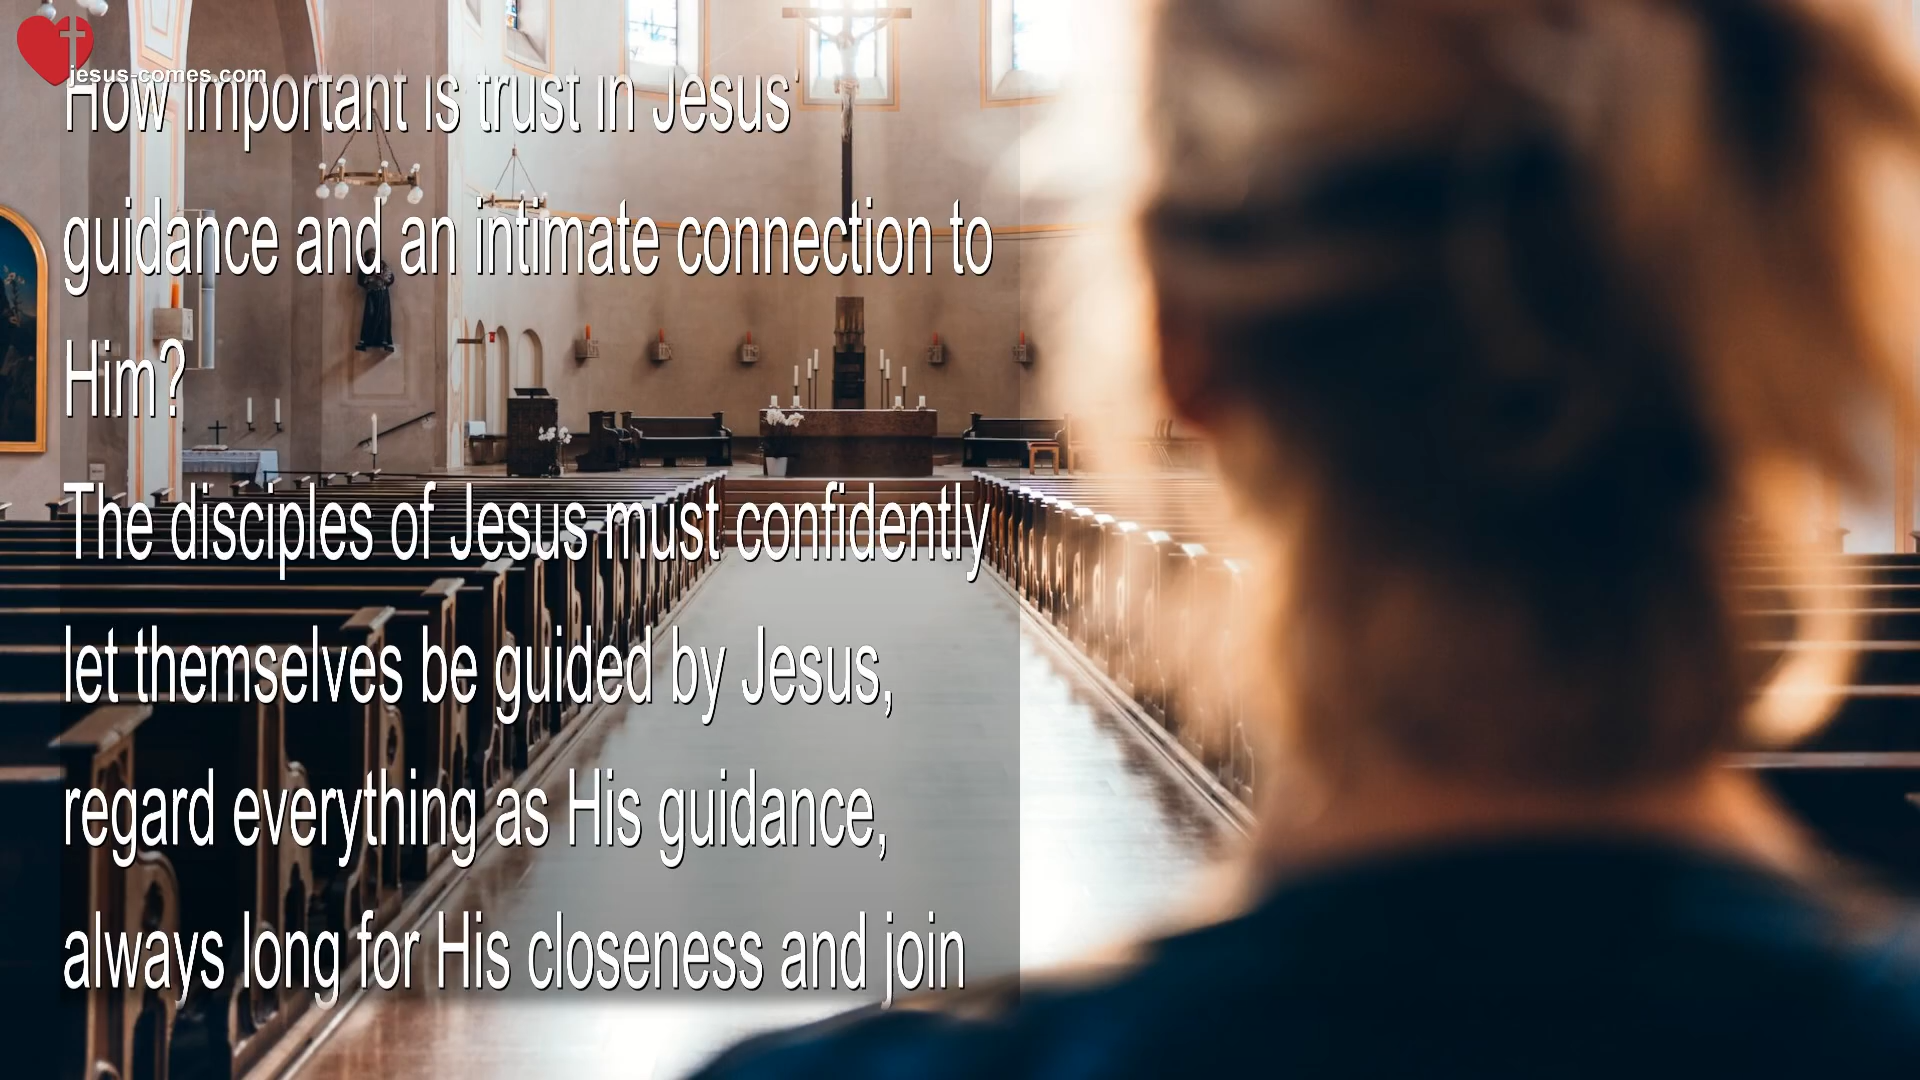 jesus-comes.com
How important is trust in Jesus'
guidance and an intimate connection to
Him?
The disciples of Jesus must confidently
let themselves be guided by Jesus,
regard everything as His guidance,
always long for His closeness and join